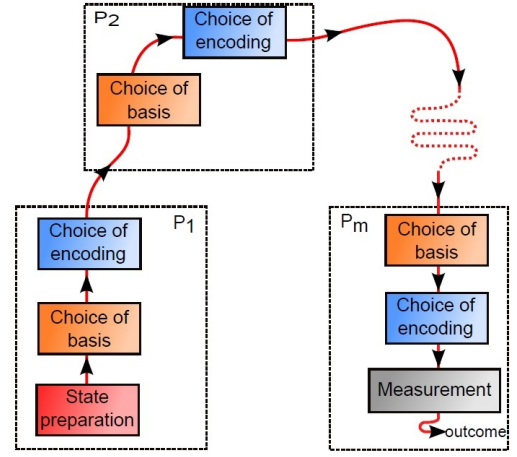 P2
Choice of
encoding
Choice of
basis
P1
Choice of
encoding
Choice of
basis
State
preparation
Pm
Choice of
basis
Choice of
encoding
Measurement
outcome